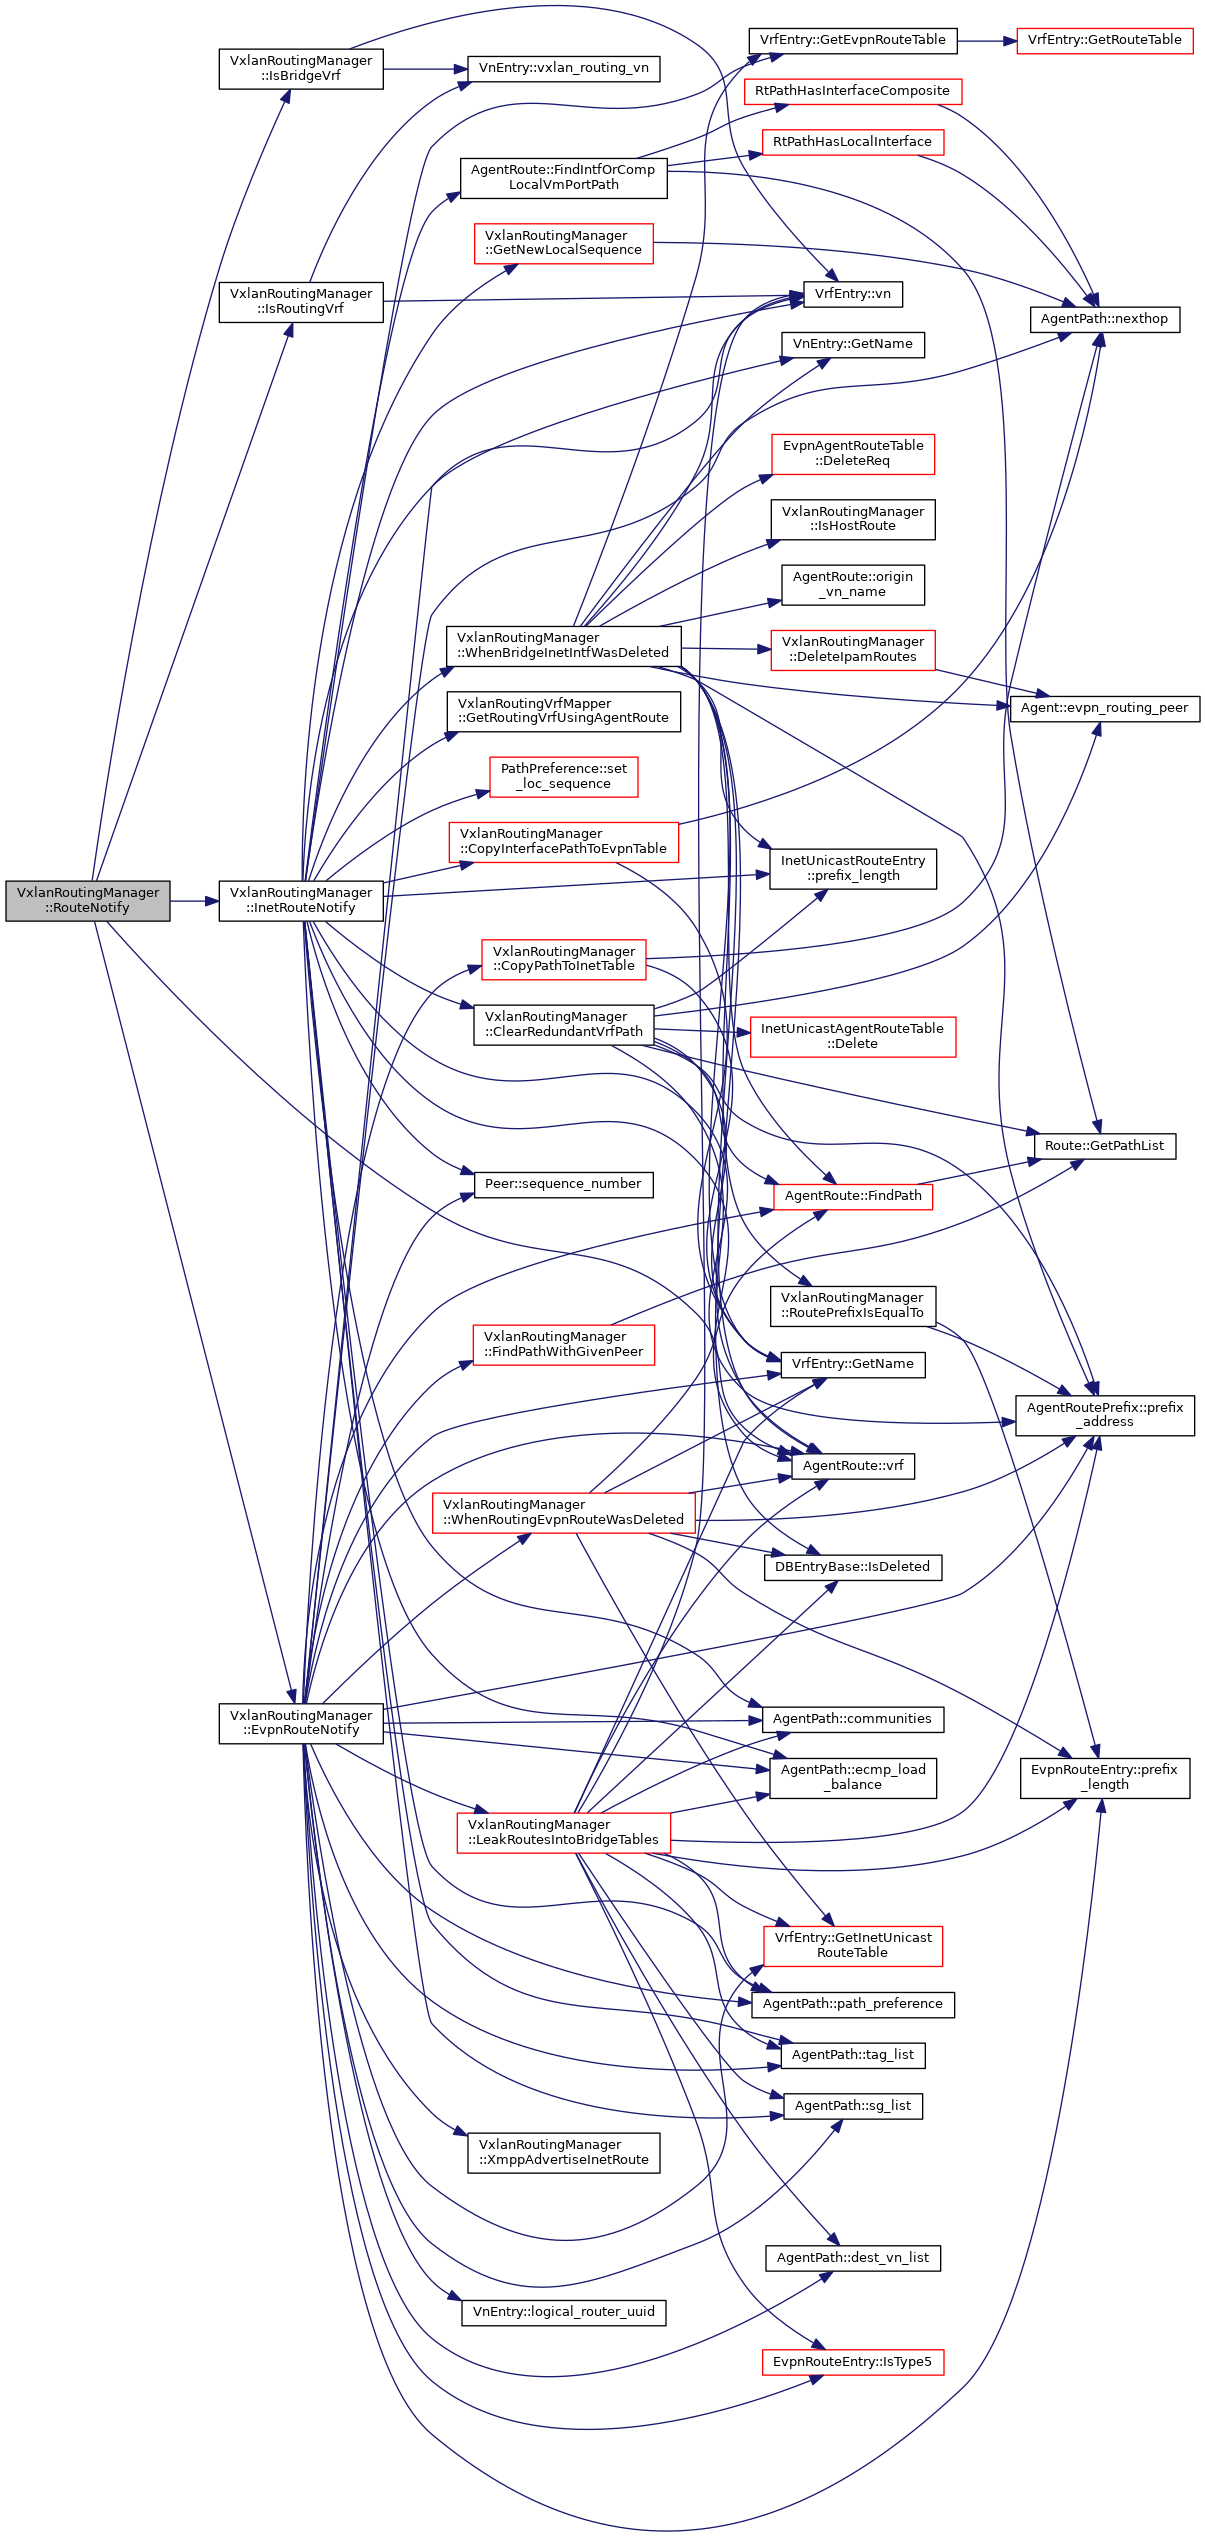 VxlanRoutingManager
::RouteNotify
VxlanRoutingManager
::IsBridgeVrf
VxlanRoutingManager
::IsRoutingVrf
VxlanRoutingManager
::InetRouteNotify
VxlanRoutingManager
::EvpnRouteNotify
VnEntry::vxlan_routing_vn
AgentRoute::FindIntfOrComp
LocalVmPortPath
VxlanRoutingManager
::GetNewLocalSequence
VxlanRoutingManager
::WhenBridgeInetIntfWasDeleted
VxlanRoutingVrfMapper
::GetRoutingVrfUsingAgentRoute
PathPreference::set
_loc_sequence
VxlanRoutingManager
::CopyInterfacePathToEvpnTable
VxlanRoutingManager
::CopyPathToInetTable
VxlanRoutingManager
::ClearRedundantVrfPath
Peer::sequence_number
VxlanRoutingManager
::FindPathWithGivenPeer
VxlanRoutingManager
::WhenRoutingEvpnRouteWasDeleted
VxlanRoutingManager
::LeakRoutesIntoBridgeTables
VxlanRoutingManager
::XmppAdvertiseInetRoute
VnEntry::logical_router_uuid
VrfEntry::GetEvpnRouteTable
RtPathHasInterfaceComposite
RtPathHasLocalInterface
VrfEntry::vn
VnEntry::GetName
EvpnAgentRouteTable
::DeleteReq
VxlanRoutingManager
::IsHostRoute
AgentRoute::origin
_vn_name
VxlanRoutingManager
::DeleteIpamRoutes
InetUnicastRouteEntry
::prefix_length
InetUnicastAgentRouteTable
::Delete
AgentRoute::FindPath
VxlanRoutingManager
::RoutePrefixIsEqualTo
VrfEntry::GetName
AgentRoute::vrf
DBEntryBase::IsDeleted
AgentPath::communities
AgentPath::ecmp_load
_balance
VrfEntry::GetInetUnicast
RouteTable
AgentPath::path_preference
AgentPath::tag_list
AgentPath::sg_list
AgentPath::dest_vn_list
EvpnRouteEntry::IsType5
VrfEntry::GetRouteTable
AgentPath::nexthop
Agent::evpn_routing_peer
Route::GetPathList
AgentRoutePrefix::prefix
_address
EvpnRouteEntry::prefix
_length